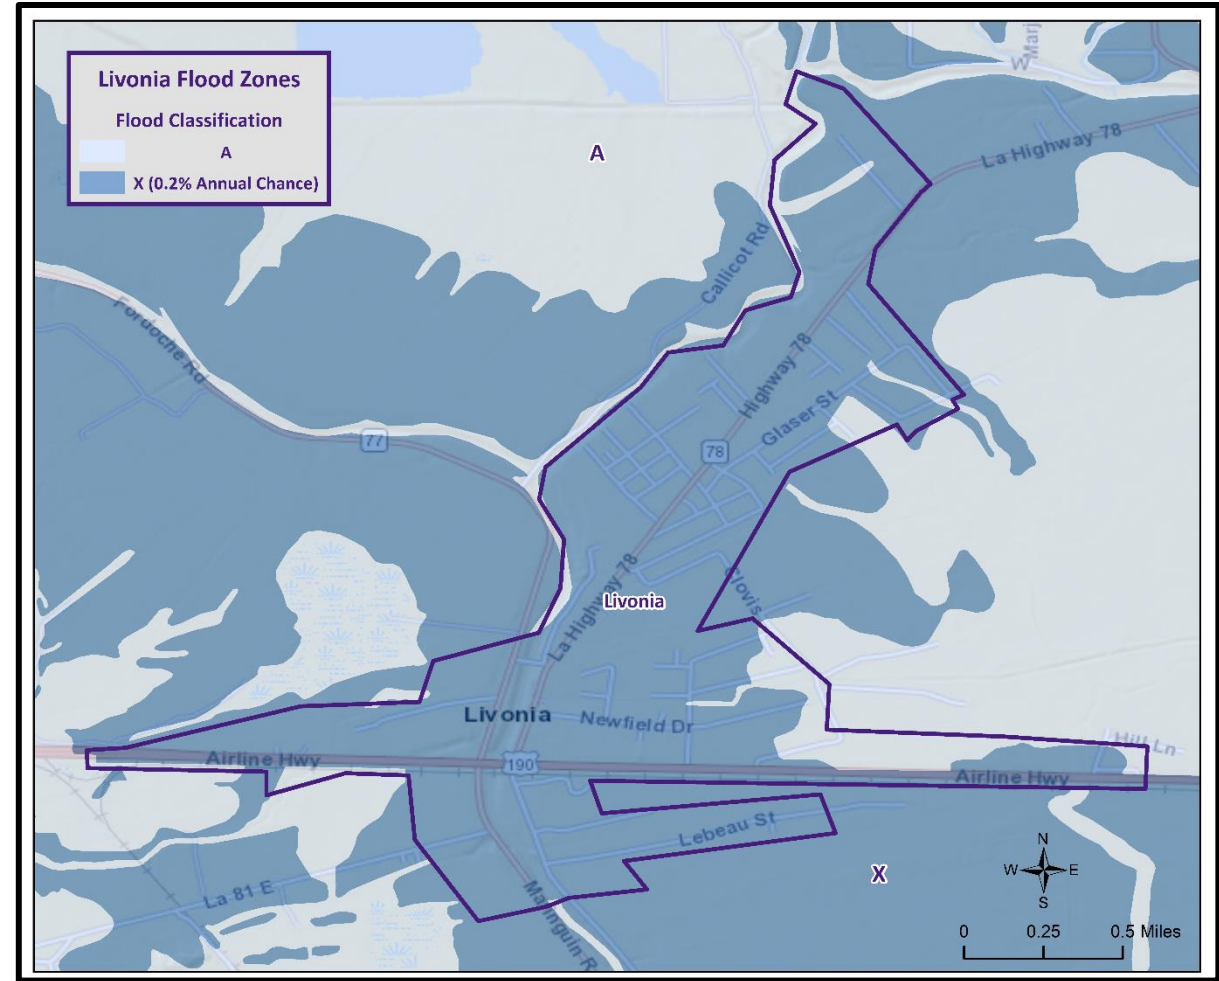 Livonia Flood Zones
Flood Classification
A
X (0.2% Annual Chance)
A
W
Marj
La Highway 78
Callicot Rd
Fordoche Rd
Highway 78
Glaser St
77
78
Clovis
La Highway 78
Livonia
Livonia
Newfield Dr
Hill Ln
Airline Hwy
190
Airline Hwy
Lebeau St
La 81 E
X
Maringuin R
N
W
E
S
0
0.25
0.5 Miles